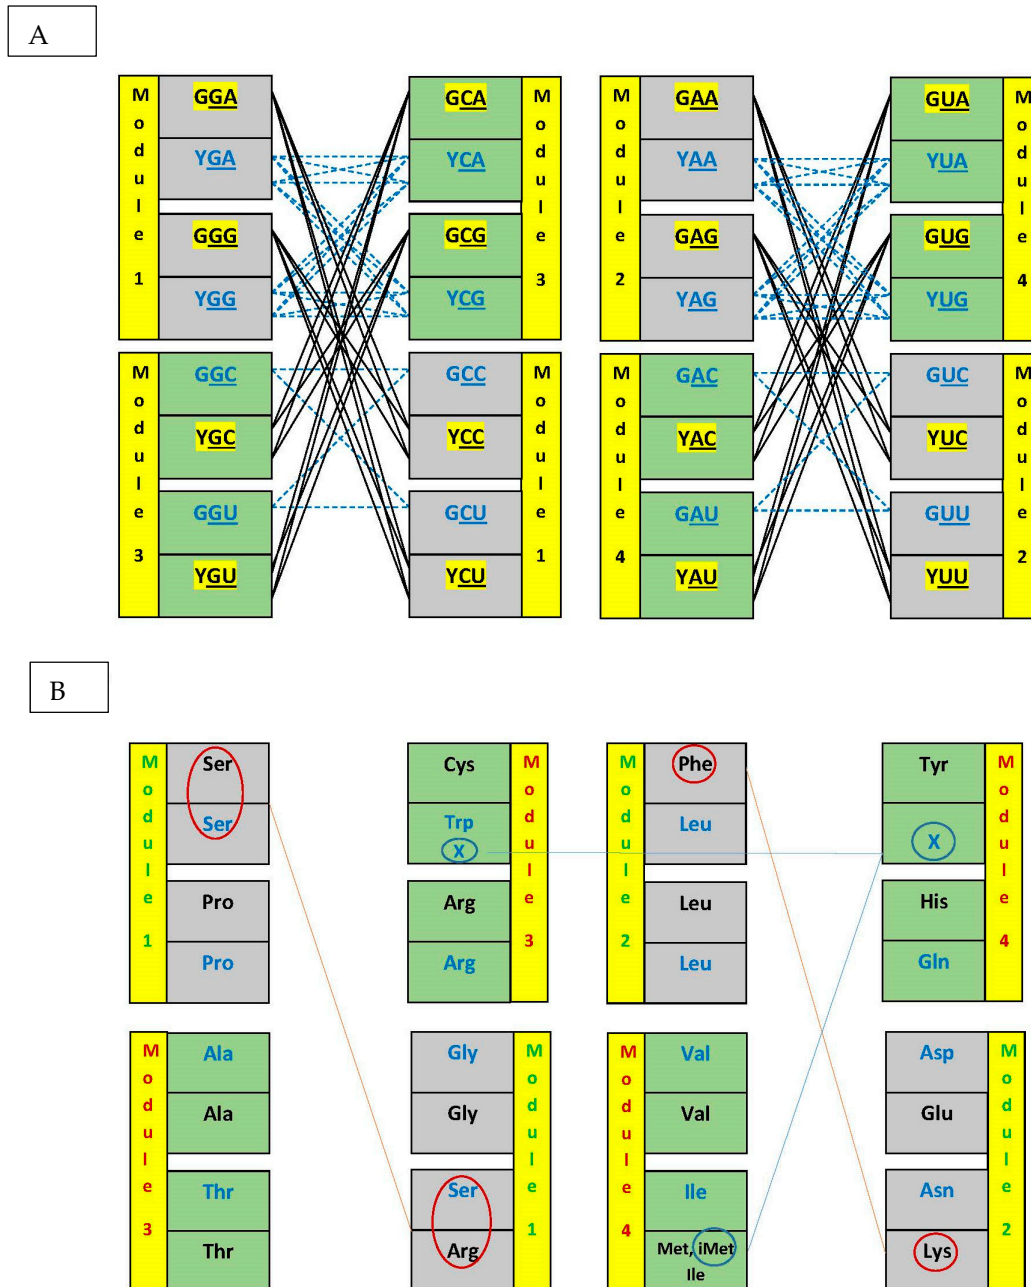 A
Module 1
GGA
YGA
GGG
YGG
GCA
YCA
GCG
YCG
Module 3
Module 2
GAA
YAA
GAG
YAG
GUA
YUA
GUG
YUG
Module 4
Module 3
GGC
YGC
GGU
YGU
GCC
YCC
GCU
YCU
Module 1
Module 4
GAC
YAC
GAU
YAU
GUC
YUC
GUU
YUU
Module 2
B
Module 1
Ser
Ser
Pro
Pro
Cys
Trp
X
Arg
Arg
Module 3
Module 2
Phe
Leu
Leu
Leu
Tyr
X
His
Gln
Module 4
Module 3
Ala
Ala
Thr
Thr
Gly
Gly
Ser
Arg
Module 1
Module 4
Val
Val
Ile
Met, iMet
Ile
Asp
Glu
Asn
Lys
Module 2